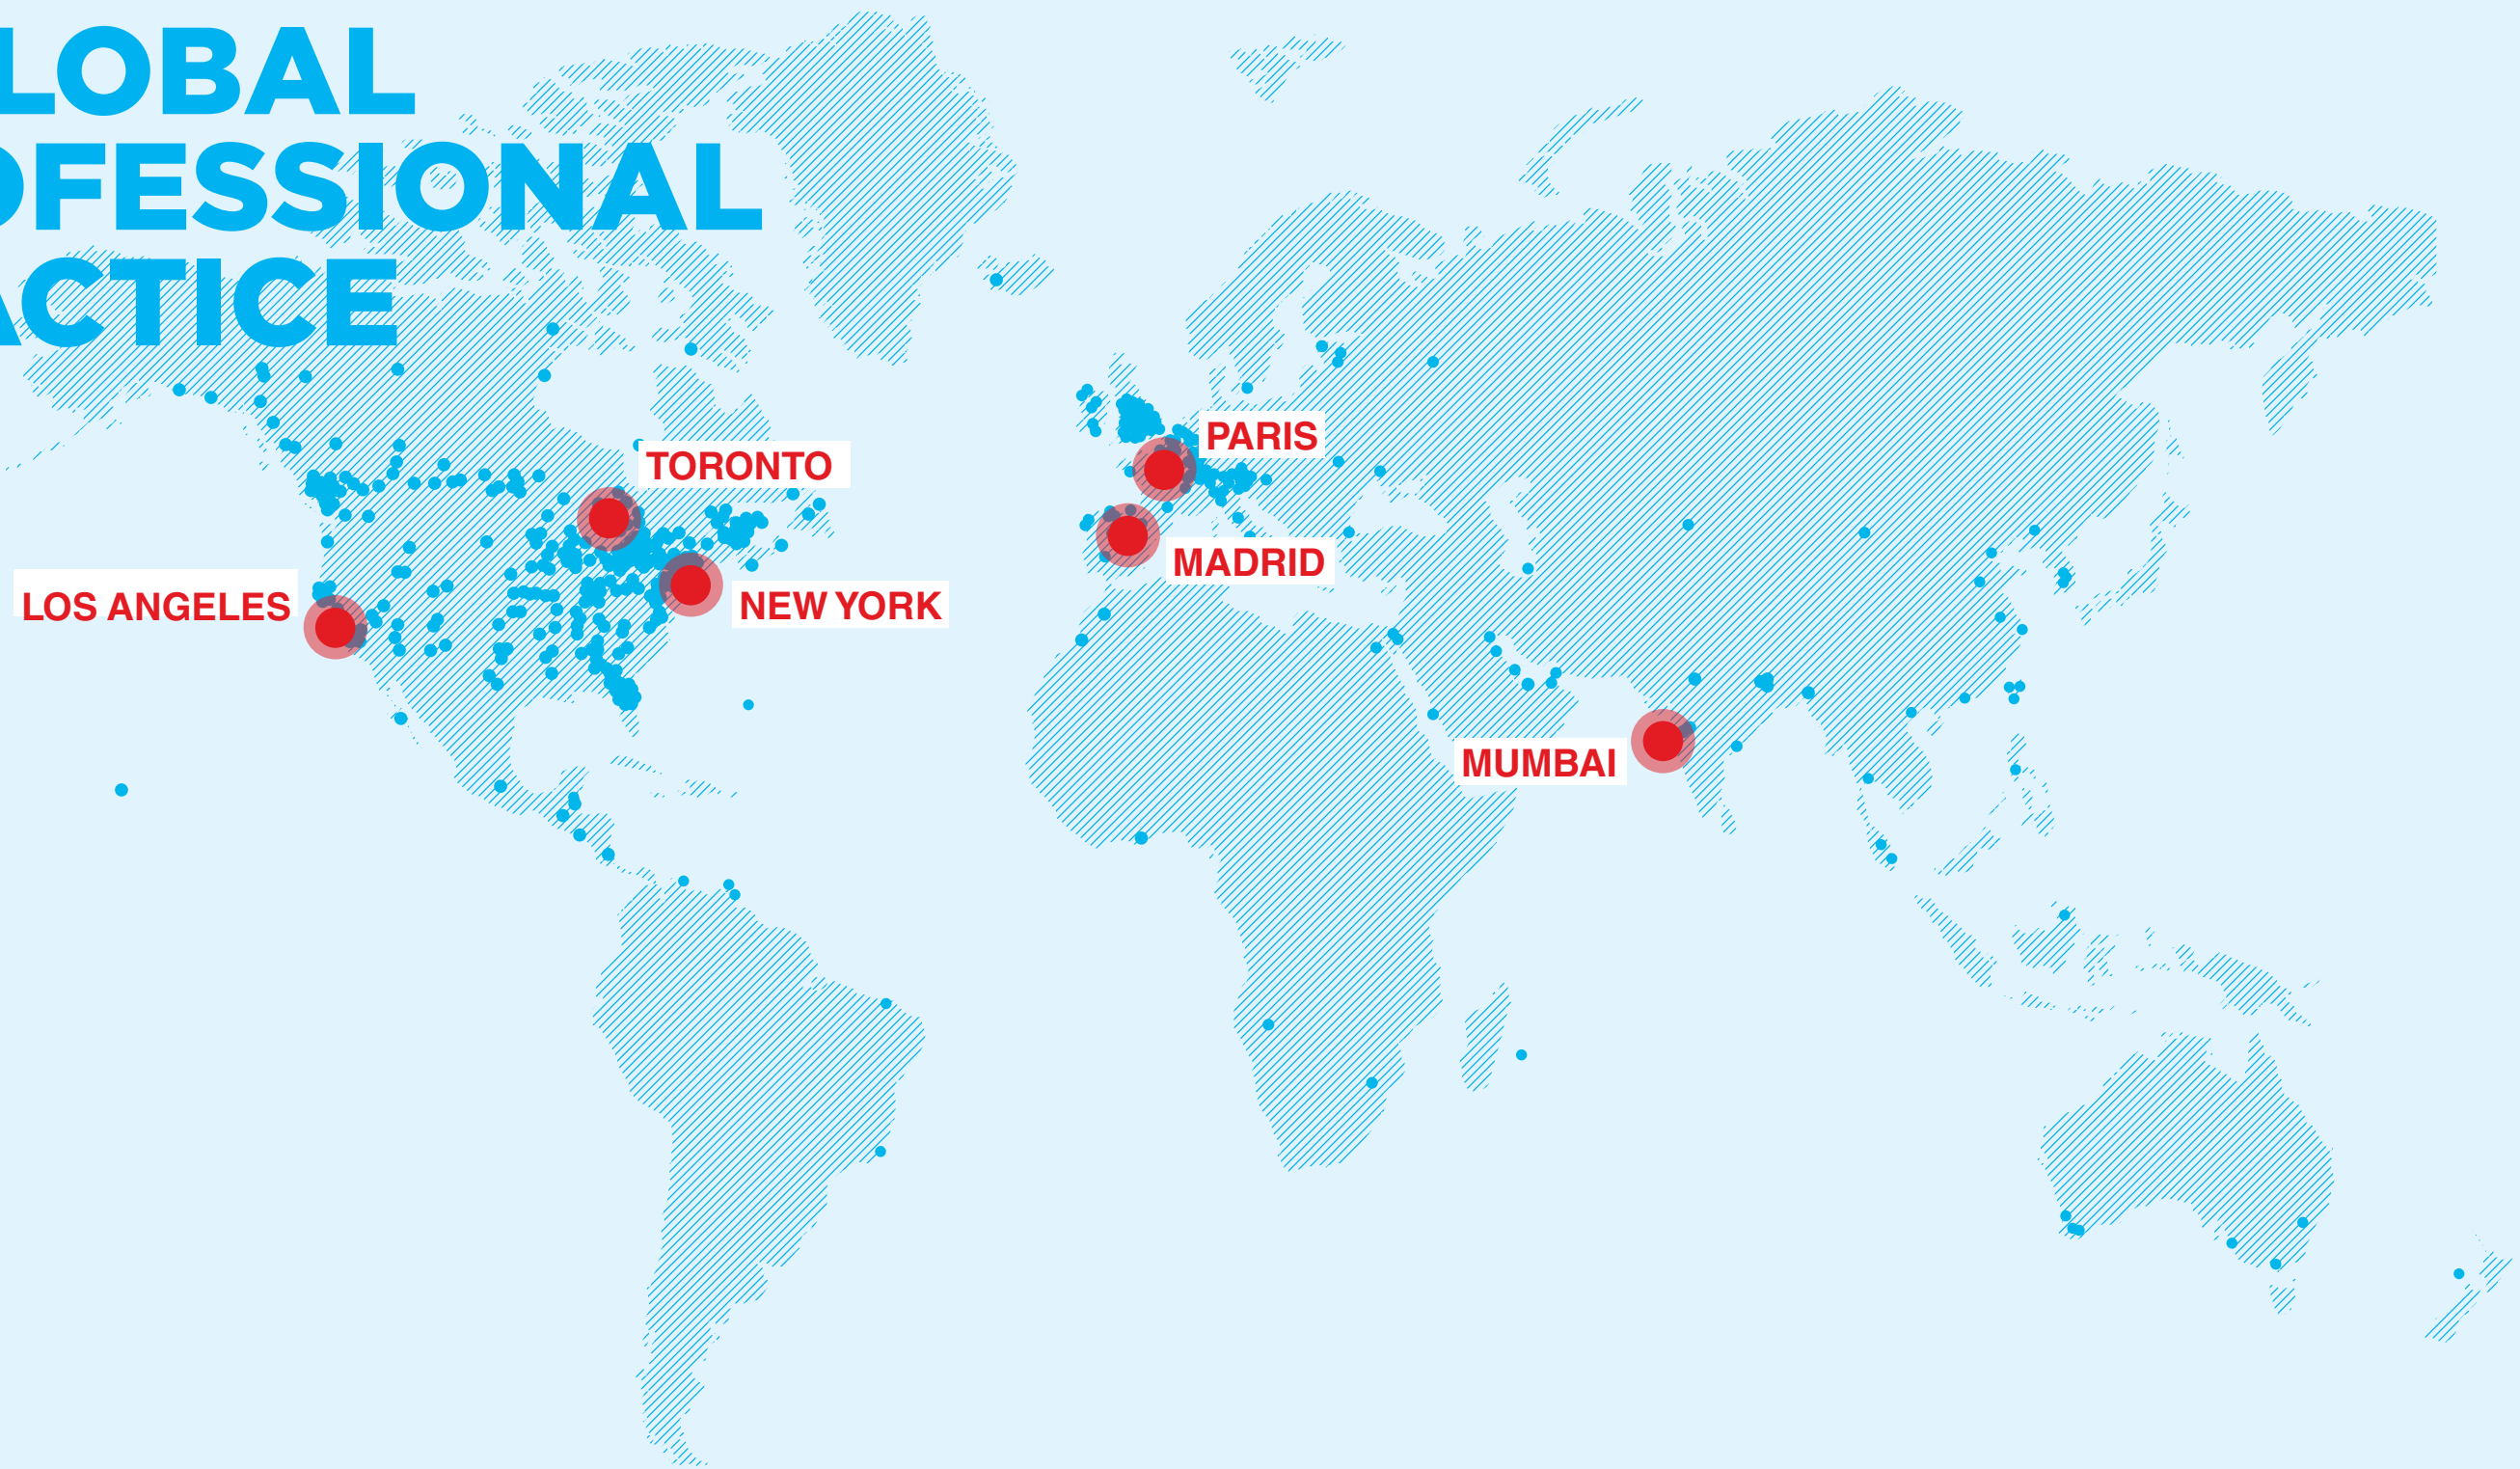 LOBAL
OFESSIONAL
ACTICE
TORONTO
PARIS
MADRID
LOS ANGELES
NEW YORK
MUMBAI